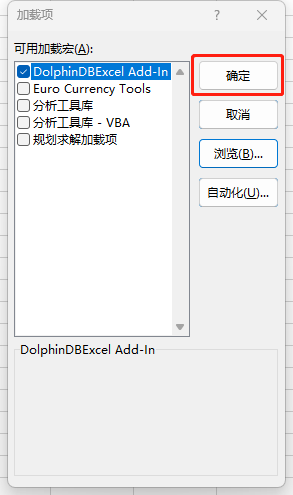 加载项
?
可用加载宏(A):
DolphinDBExcel Add-In
Euro Currency Tools
分析工具库
分析工具库 - VBA
规划求解加载项
确定
取消
浏览(B)...
自动化(U)...
DolphinDBExcel Add-In